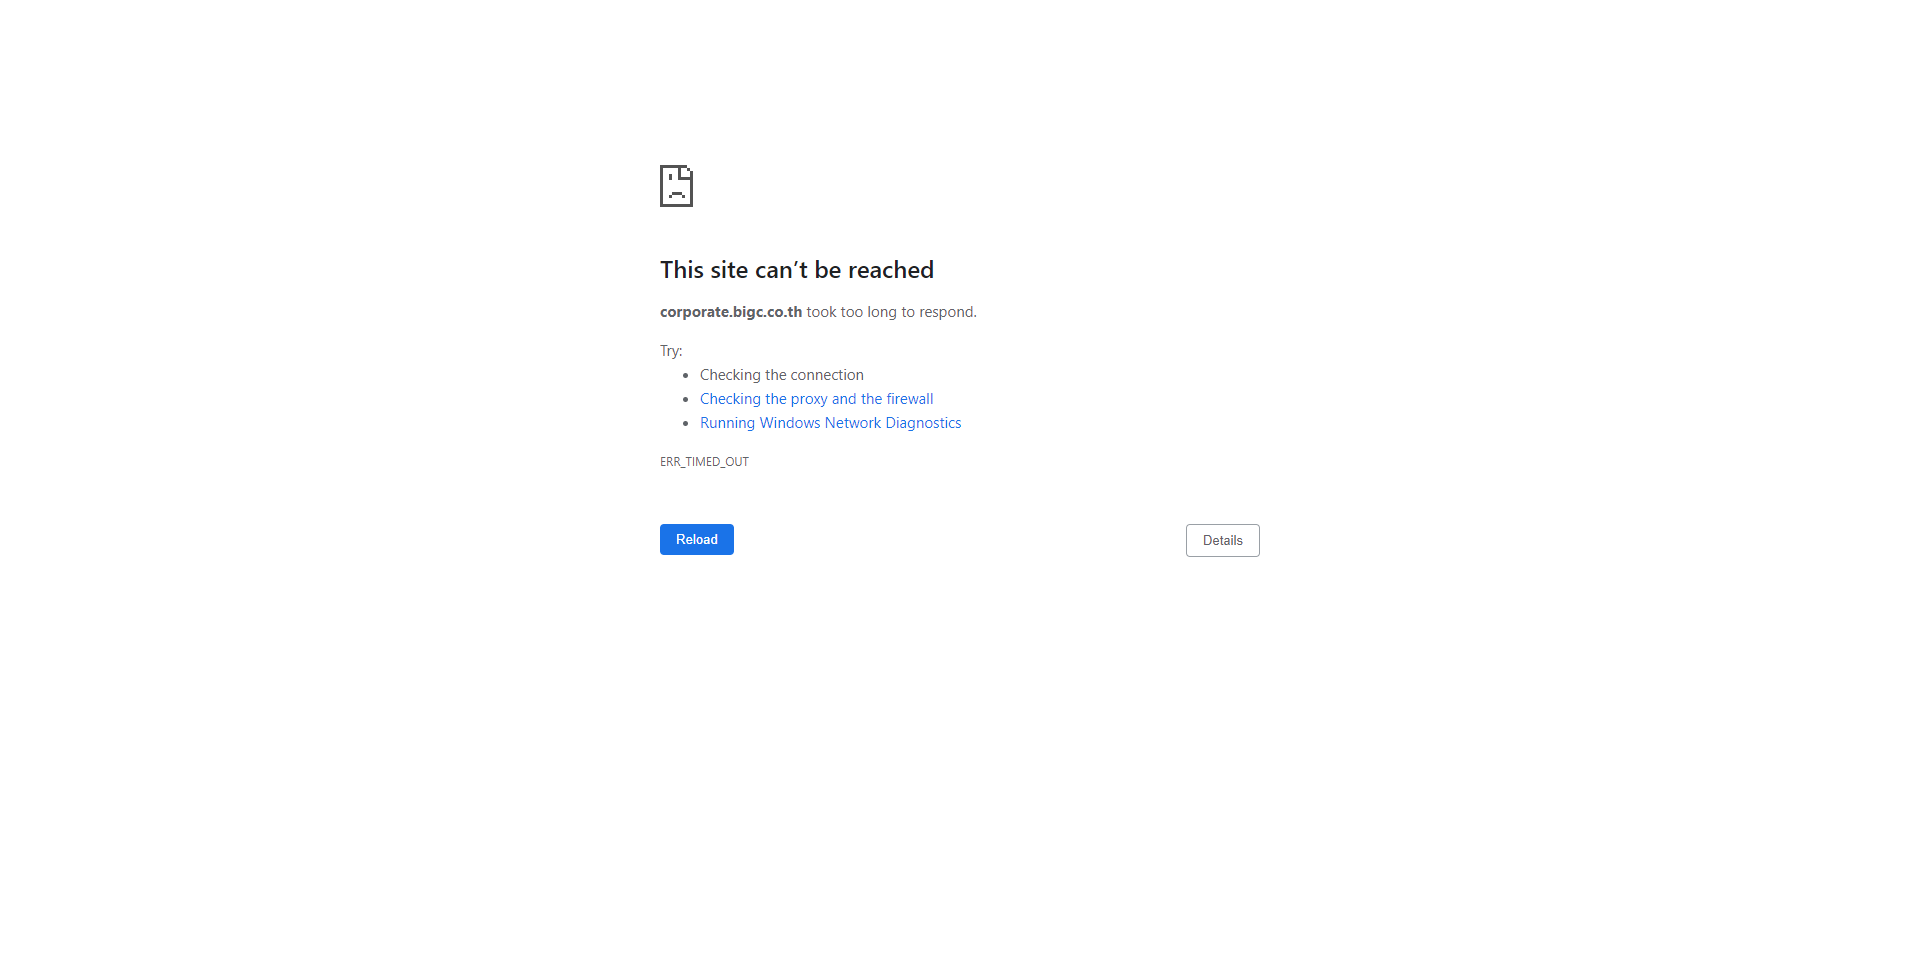 This site can’t be reached
corporate.bigc.co.th took too long to respond.
Try:
Checking the connection
Checking the proxy and the firewall
Running Windows Network Diagnostics
ERR_TIMED_OUT
Reload
Details